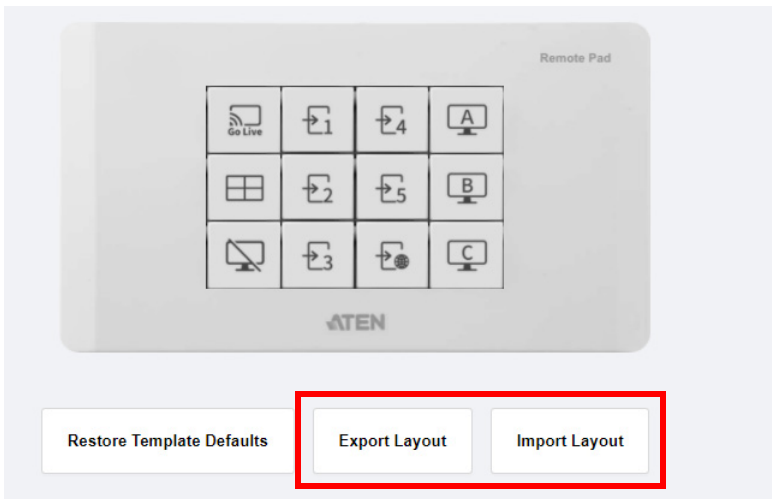 Remote Pad
Go Live
1
4
A
2
5
B
3
C
ATEN
Restore Template Defaults
Export Layout
Import Layout